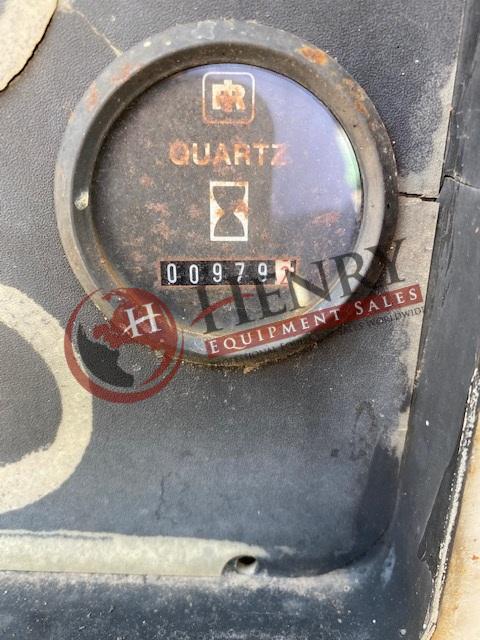 IR
QUARTZ
00979
H HENRY
EQUIPMENT SALES